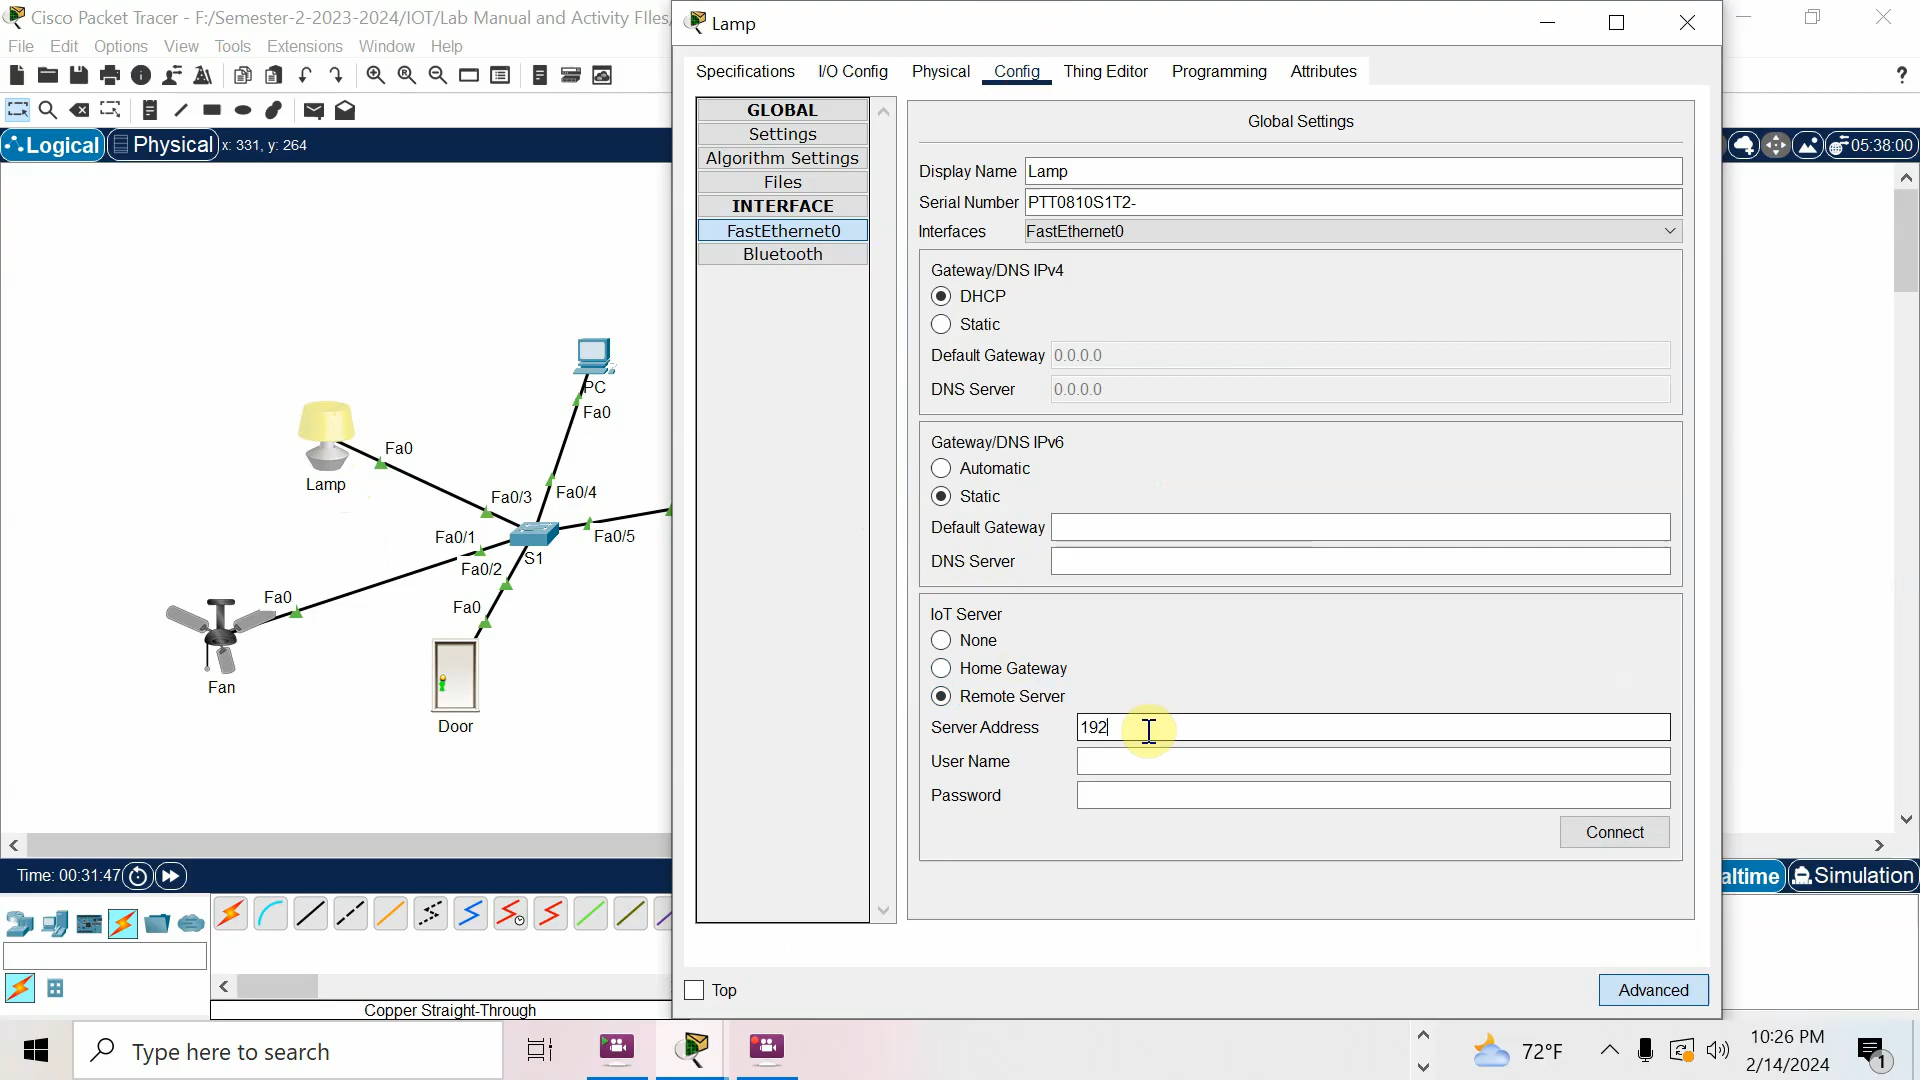 Cisco Packet Tracer - F:/Semester-2-2023-2024/IOT/Lab Manual and Activity FIles
File Edit Options View Tools Extensions Window Help
?
Logical
Physical
x: 331, y: 264
05:38:00
PC
Fa0
Fa0
Lamp
Fa0/3
Fa0/4
Fa0/1
Fa0/5
S1
Fa0/2
Fa0
Fa0
Fan
Door
Time: 00:31:47
Copper Straight-Through
altime
Simulation
Lamp
Specifications I/O Config Physical Config Thing Editor Programming Attributes
GLOBAL
Settings
Algorithm Settings
Files
INTERFACE
FastEthernet0
Bluetooth
Global Settings
Display Name Lamp
Serial Number PTT0810S1T2-
Interfaces FastEthernet0
Gateway/DNS IPv4
DHCP
Static
Default Gateway 0.0.0.0
DNS Server 0.0.0.0
Gateway/DNS IPv6
Automatic
Static
Default Gateway
DNS Server
IoT Server
None
Home Gateway
Remote Server
Server Address 192
User Name
Password
Connect
Top
Advanced
Type here to search
72°F
10:26 PM
2/14/2024
1